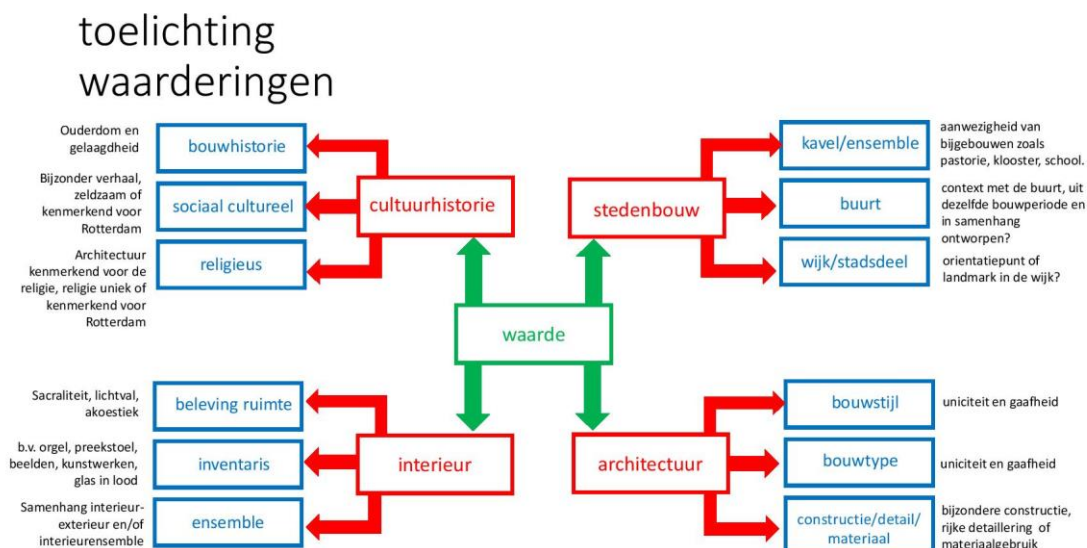 toelichting
waarderingen
Ouderdom en
gelaagdheid
bouwhistorie
Bijzonder verhaal,
zeldzaam of
kenmerkend voor
Rotterdam
sociaal cultureel
Architectuur
kenmerkend voor de
religie, religie uniek of
kenmerkend voor
Rotterdam
religieus
cultuurhistorie
stedenbouw
kavel/ensemble
aanwezigheid van
bijgebouwen zoals
pastorie, klooster, school.
buurt
context met de buurt, uit
dezelfde bouwperiode en
in samenhang
ontworpen?
wijk/stadsdeel
orientatiepunt of
landmark in de wijk?
waarde
Sacraliteit, lichtval,
akoestiek
beleving ruimte
b.v. orgel, preekstoel,
beelden, kunstwerken,
glas in lood
inventaris
Samenhang interieur-
exterieur en/of
interieurensemble
ensemble
interieur
architectuur
bouwstijl
uniciteit en gaafheid
bouwtype
uniciteit en gaafheid
constructie/detail/
materiaal
bijzondere constructie,
rijke detaillering of
materiaalgebruik